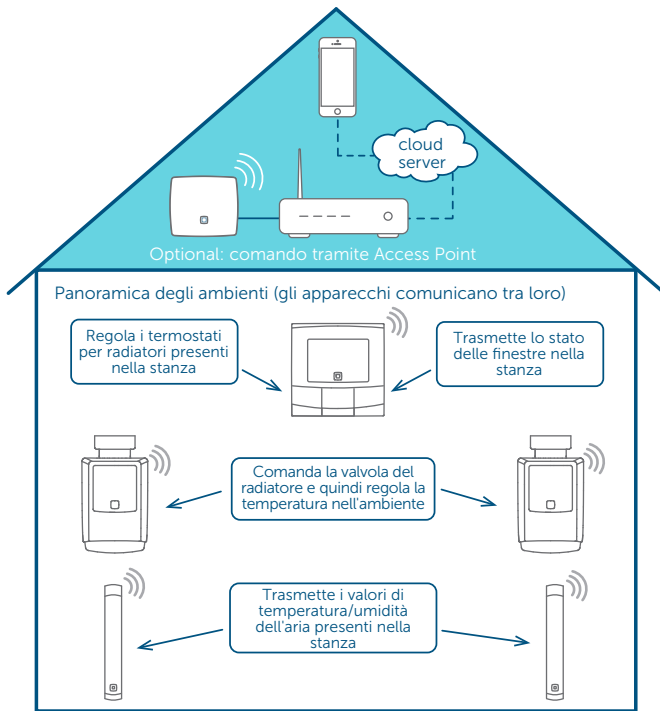 cloud
server
Optional: comando tramite Access Point
Panoramica degli ambienti (gli apparecchi comunicano tra loro)
Regola i termostati
per radiatori presenti
nella stanza
Trasmette lo stato
delle finestre nella
stanza
Comanda la valvola del
radiatore e quindi regola la
temperatura nell'ambiente
Trasmette i valori di
temperatura/umidità
dell'aria presenti nella
stanza